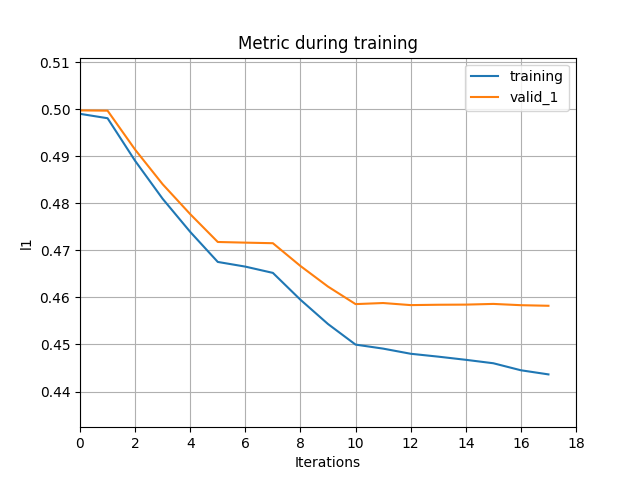 Metric during training
0.51
0.50
0.49
0.48
0.47
0.46
0.45
0.44
l1
training
valid_1
0 2 4 6 8 10 12 14 16 18
Iterations